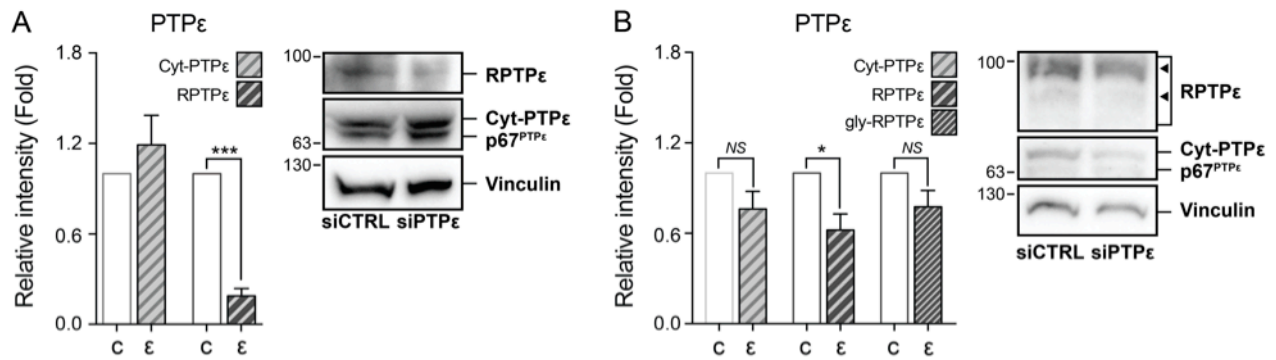 A
PTPε
1.8
1.2
0.6
0.0
Relative intensity (Fold)
Cyt-PTPε
RPTPε
***
C
ε
C
ε
100
63
130
RPTPε
Cyt-PTPε
p67PTPε
Vinculin
siCTRL siPTPε
B
PTPε
1.8
1.2
0.6
0.0
Relative intensity (Fold)
Cyt-PTPε
RPTPε
gly-RPTPε
NS
*
NS
C
ε
C
ε
C
ε
100
63
130
RPTPε
Cyt-PTPε
p67PTPε
Vinculin
siCTRL siPTPε